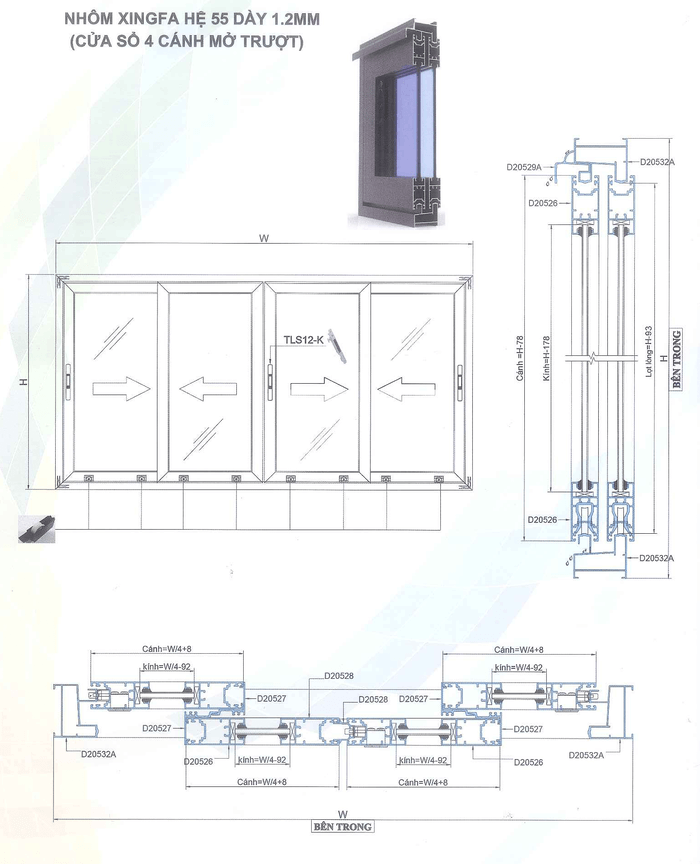 NHÔM XINGFA HỆ 55 DÀY 1.2MM
(CỬA SỔ 4 CÁNH MỞ TRƯỢT)
D20529A
D20532A
D20526
W
H
TLS12-K
Cánh =H-78
Kính=H-178
Lọt lòng=H-93
H
BÊN TRONG
D20526
D20532A
Cánh=W/4+8
kính=W/4-92
Cánh=W/4+8
kính=W/4-92
D20528
D20527
D20528
D20527
D20527
D20527
D20532A
D20526
kính=W/4-92
kính=W/4-92
D20526
D20532A
Cánh=W/4+8
Cánh=W/4+8
W
BÊN TRONG